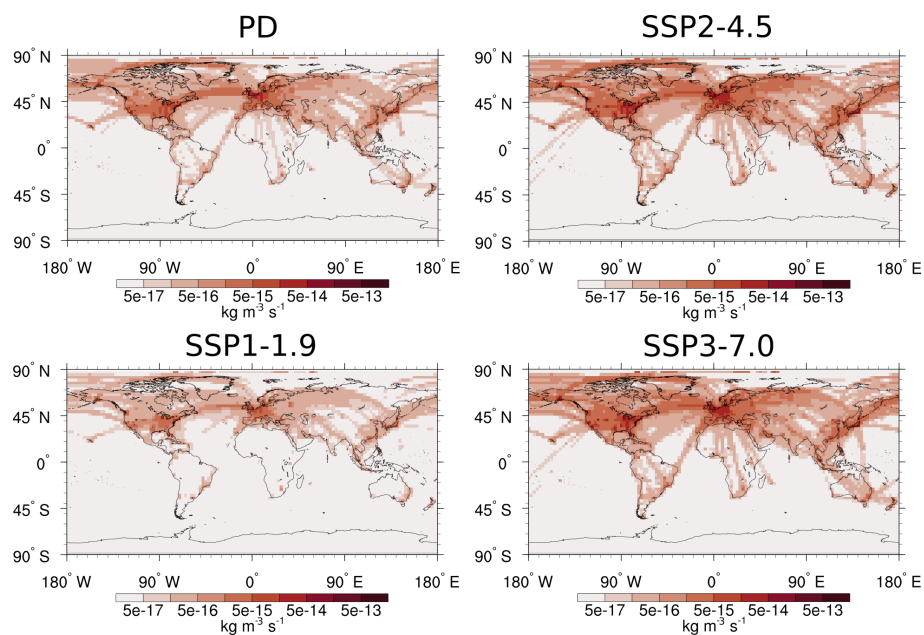 PD
SSP2-4.5
90° N
45° N
0°
45° S
90° S
180° W 90° W 0° 90° E 180° E
5e-17 5e-16 5e-15 5e-14 5e-13
kg m⁻³ s⁻¹
90° N
45° N
0°
45° S
90° S
180° W 90° W 0° 90° E 180° E
5e-17 5e-16 5e-15 5e-14 5e-13
kg m⁻³ s⁻¹
SSP1-1.9
SSP3-7.0
90° N
45° N
0°
45° S
90° S
180° W 90° W 0° 90° E 180° E
5e-17 5e-16 5e-15 5e-14 5e-13
kg m⁻³ s⁻¹
90° N
45° N
0°
45° S
90° S
180° W 90° W 0° 90° E 180° E
5e-17 5e-16 5e-15 5e-14 5e-13
kg m⁻³ s⁻¹